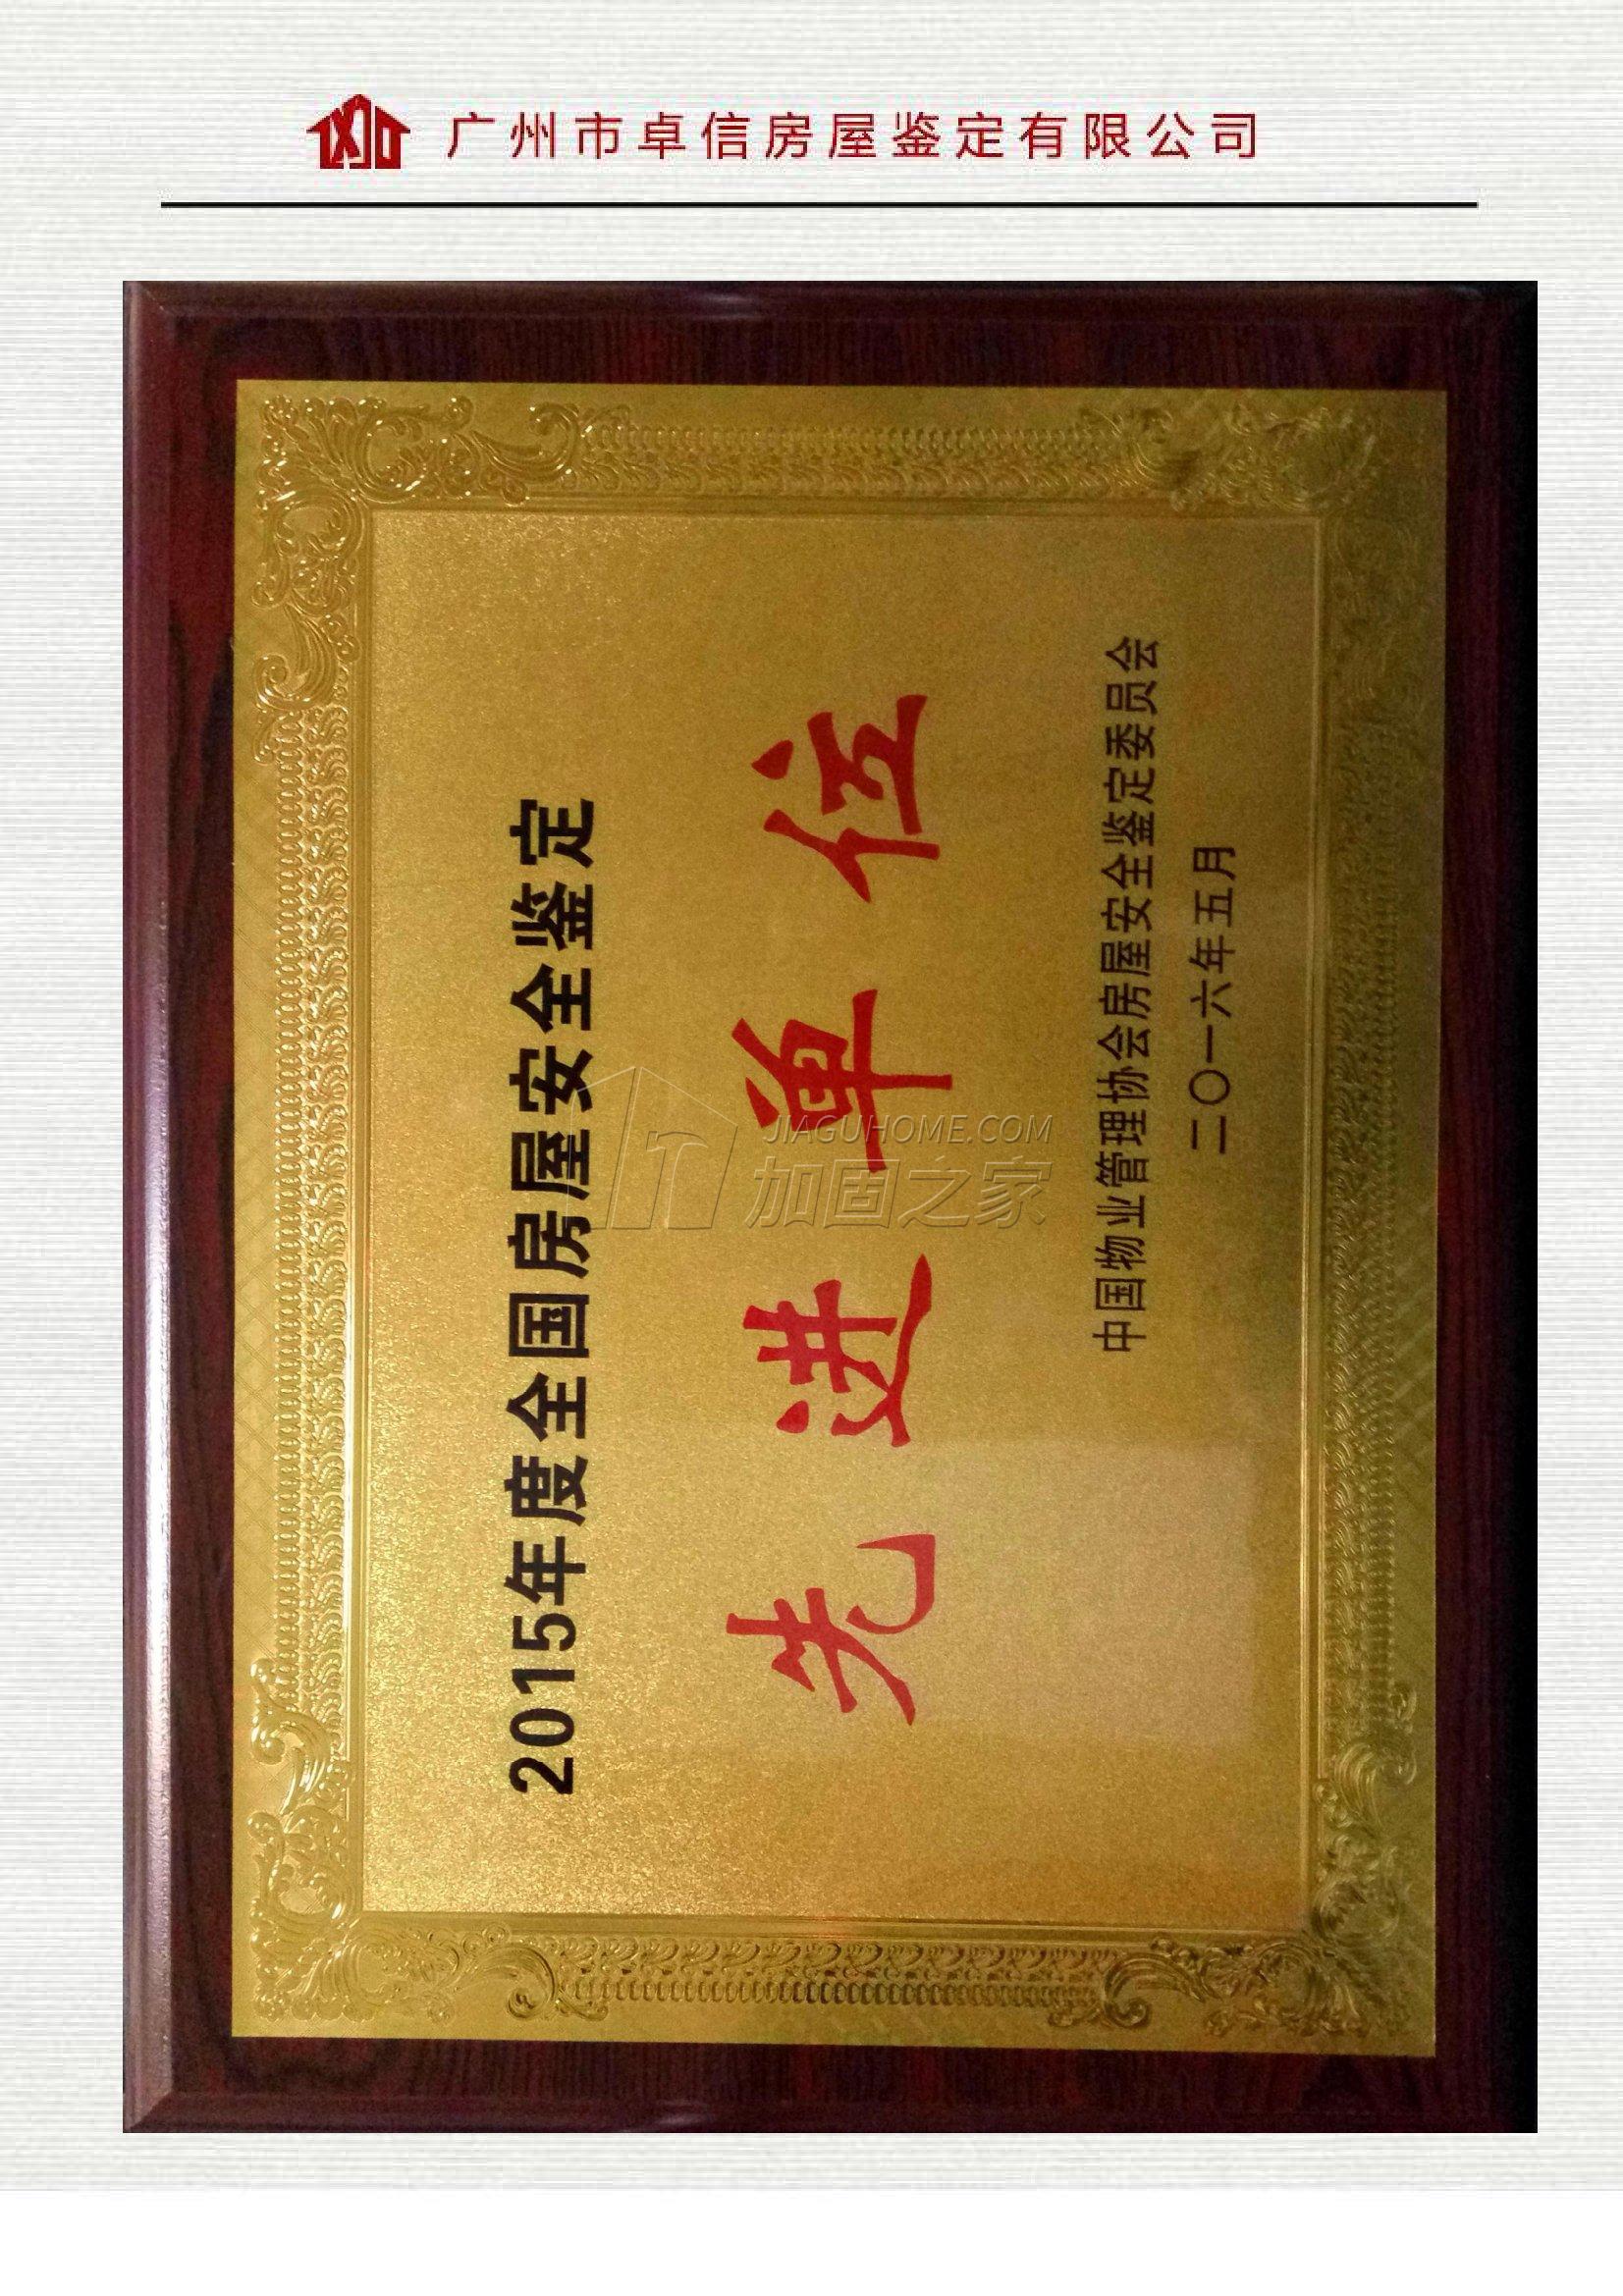 广州市卓信房屋鉴定有限公司
2015年度全国房屋安全鉴定
先进单位
中国物业管理协会房屋安全鉴定委员会
二〇一六年五月
JIAGUHOME.COM
加固之家